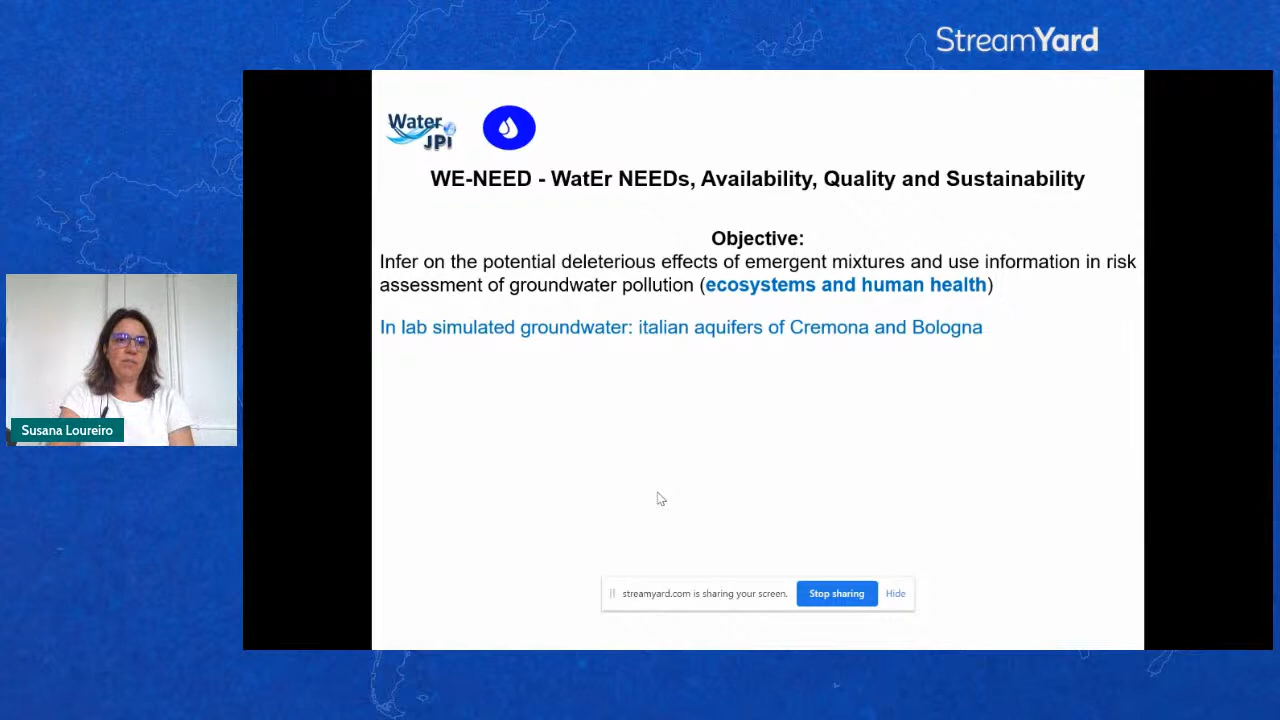 StreamYard
Water
JPI
WE-NEED - WatEr NEEDs, Availability, Quality and Sustainability
Objective:
Infer on the potential deleterious effects of emergent mixtures and use information in risk
assessment of groundwater pollution (ecosystems and human health)
In lab simulated groundwater: italian aquifers of Cremona and Bologna
Susana Loureiro
streamyard.com is sharing your screen. Stop sharing Hide